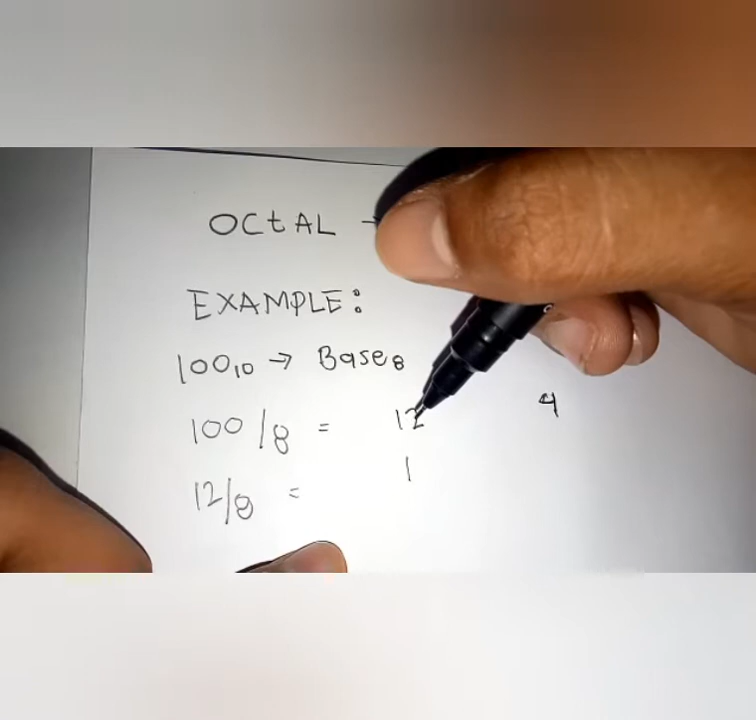 OCtAL →
EXAMPLE:
100₁₀ → Base₈
100/8 = 12 4
12/8 = 1